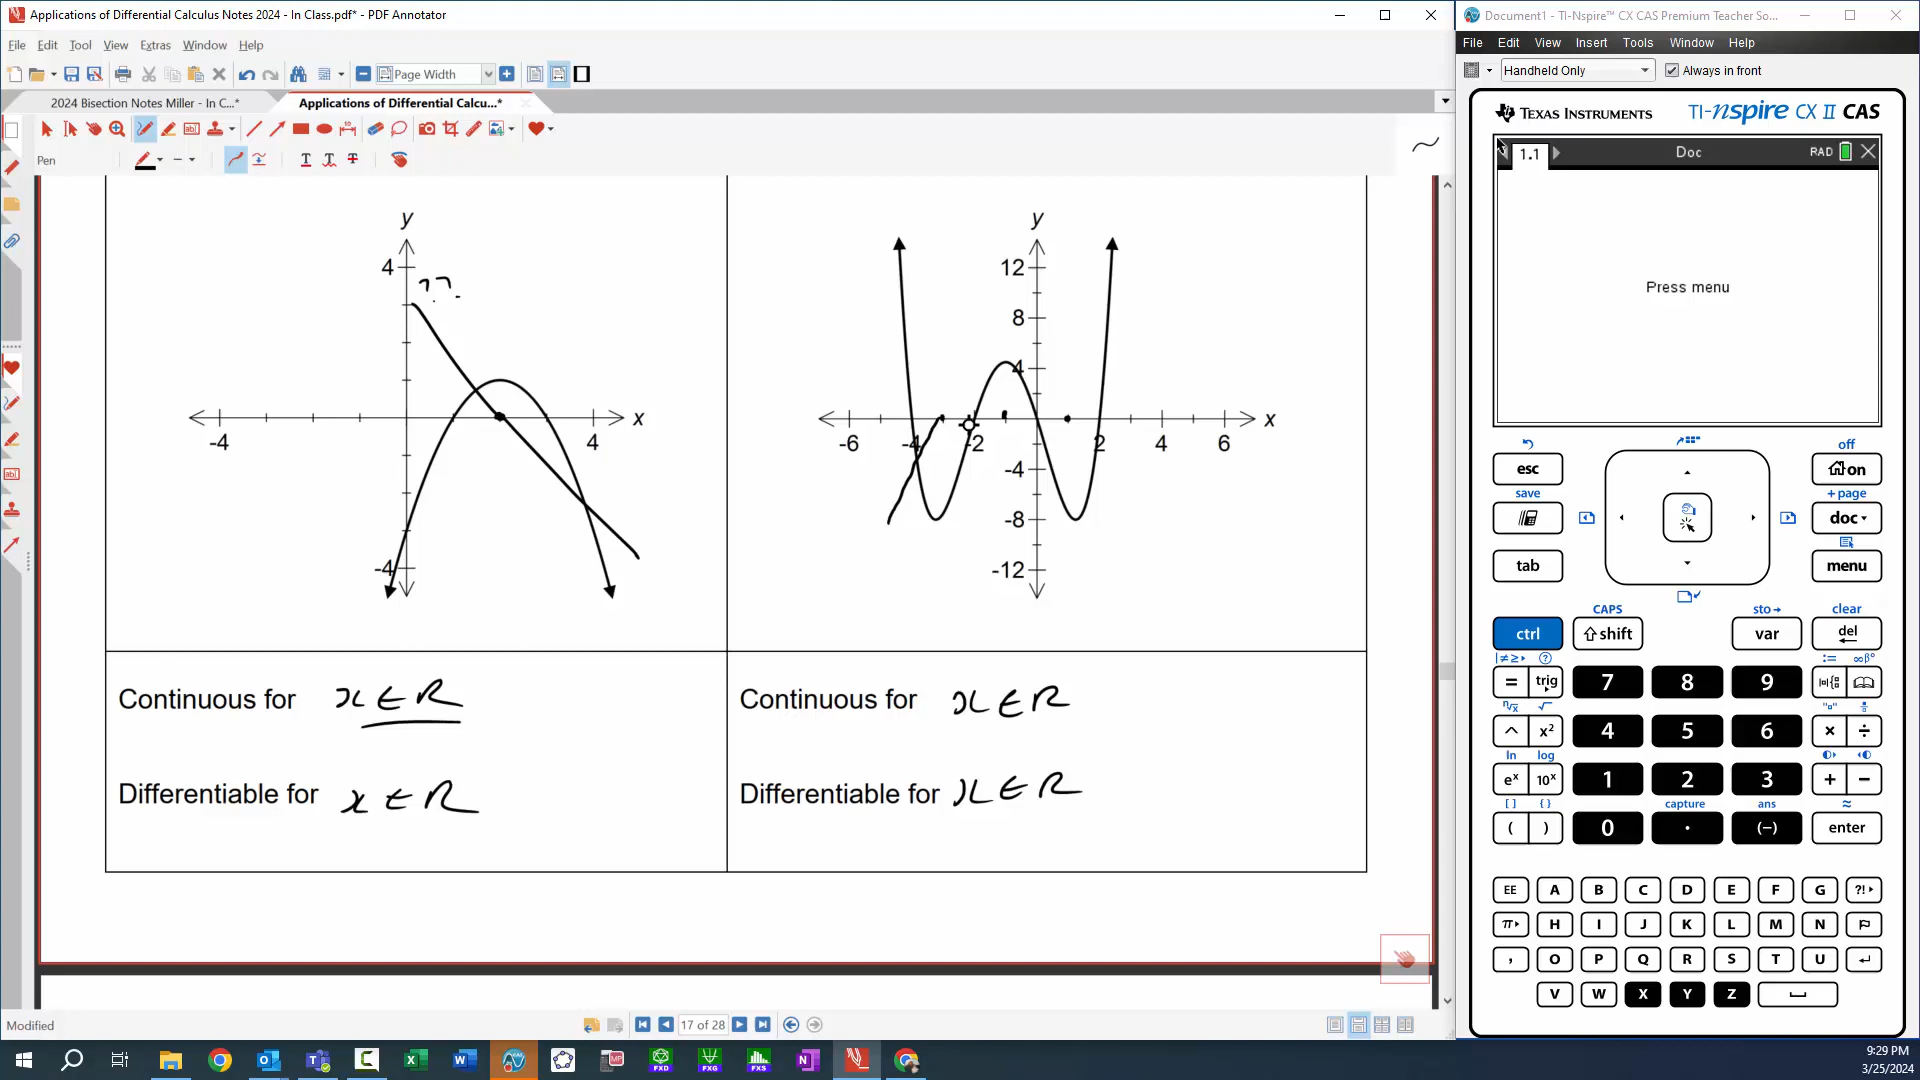 Applications of Differential Calculus Notes 2024 - In Class.pdf* - PDF Annotator
File Edit Tool View Extras Window Help
Page Width
2024 Bisection Notes Miller - In C...*
Applications of Differential Calcu...*
Pen
y
4
??
x
-4
4
-4
y
12
8
4
x
-6
-4
-2
2
4
6
-4
-8
-12
Continuous for x ∈ R
Continuous for x ∈ R
Differentiable for x ∈ R
Differentiable for x ∈ R
Modified
17 of 28
Document1 - TI-Nspire™ CX CAS Premium Teacher So...
File Edit View Insert Tools Window Help
Handheld Only
Always in front
TEXAS INSTRUMENTS
TI-nspire CX II CAS
1.1
Doc
RAD
Press menu
off
esc
on
save
+ page
doc
tab
menu
CAPS
sto→
clear
ctrl
shift
var
del
= trig 7 8 9
^ x² 4 5 6 × ÷
ln log
eˣ 10ˣ 1 2 3 + −
[ ] { } capture ans ≈
( ) 0 . (−) enter
EE A B C D E F G ?!
π H I J K L M N
, O P Q R S T U
V W X Y Z
FXD FXG FXS
9:29 PM
3/25/2024